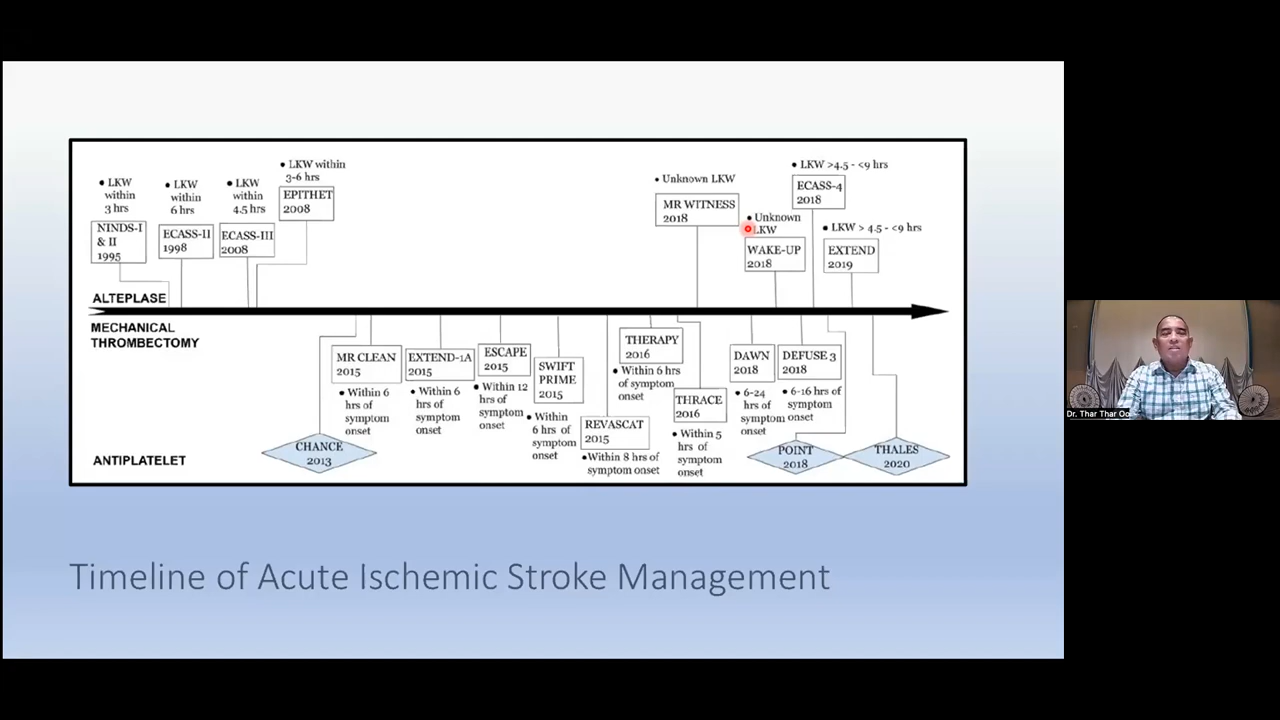 • LKW
within
3 hrs
NINDS-I
& II
1995
• LKW
within
6 hrs
ECASS-II
1998
• LKW
within
4.5 hrs
ECASS-III
2008
• LKW within
3-6 hrs
EPITHET
2008
• Unknown LKW
MR WITNESS
2018
• Unknown
LKW
WAKE-UP
2018
• LKW >4.5 - <9 hrs
ECASS-4
2018
• LKW > 4.5 - <9 hrs
EXTEND
2019
ALTEPLASE
MECHANICAL
THROMBECTOMY
MR CLEAN
2015
• Within 6
hrs of
symptom
onset
EXTEND-1A
2015
• Within 6
hrs of
symptom
onset
ESCAPE
2015
• Within 12
hrs of
symptom
onset
SWIFT
PRIME
2015
• Within
6 hrs of
symptom
onset
REVASCAT
2015
• Within 8 hrs of
symptom onset
THERAPY
2016
• Within 6 hrs
of symptom
onset
THRACE
2016
• Within 5
hrs of
symptom
onset
DAWN
2018
• 6-24
hrs of
symptom
onset
DEFUSE 3
2018
• 6-16 hrs of
symptom
onset
ANTIPLATELET
CHANCE
2013
POINT
2018
THALES
2020
Timeline of Acute Ischemic Stroke Management
Dr. Thar Thar Oo